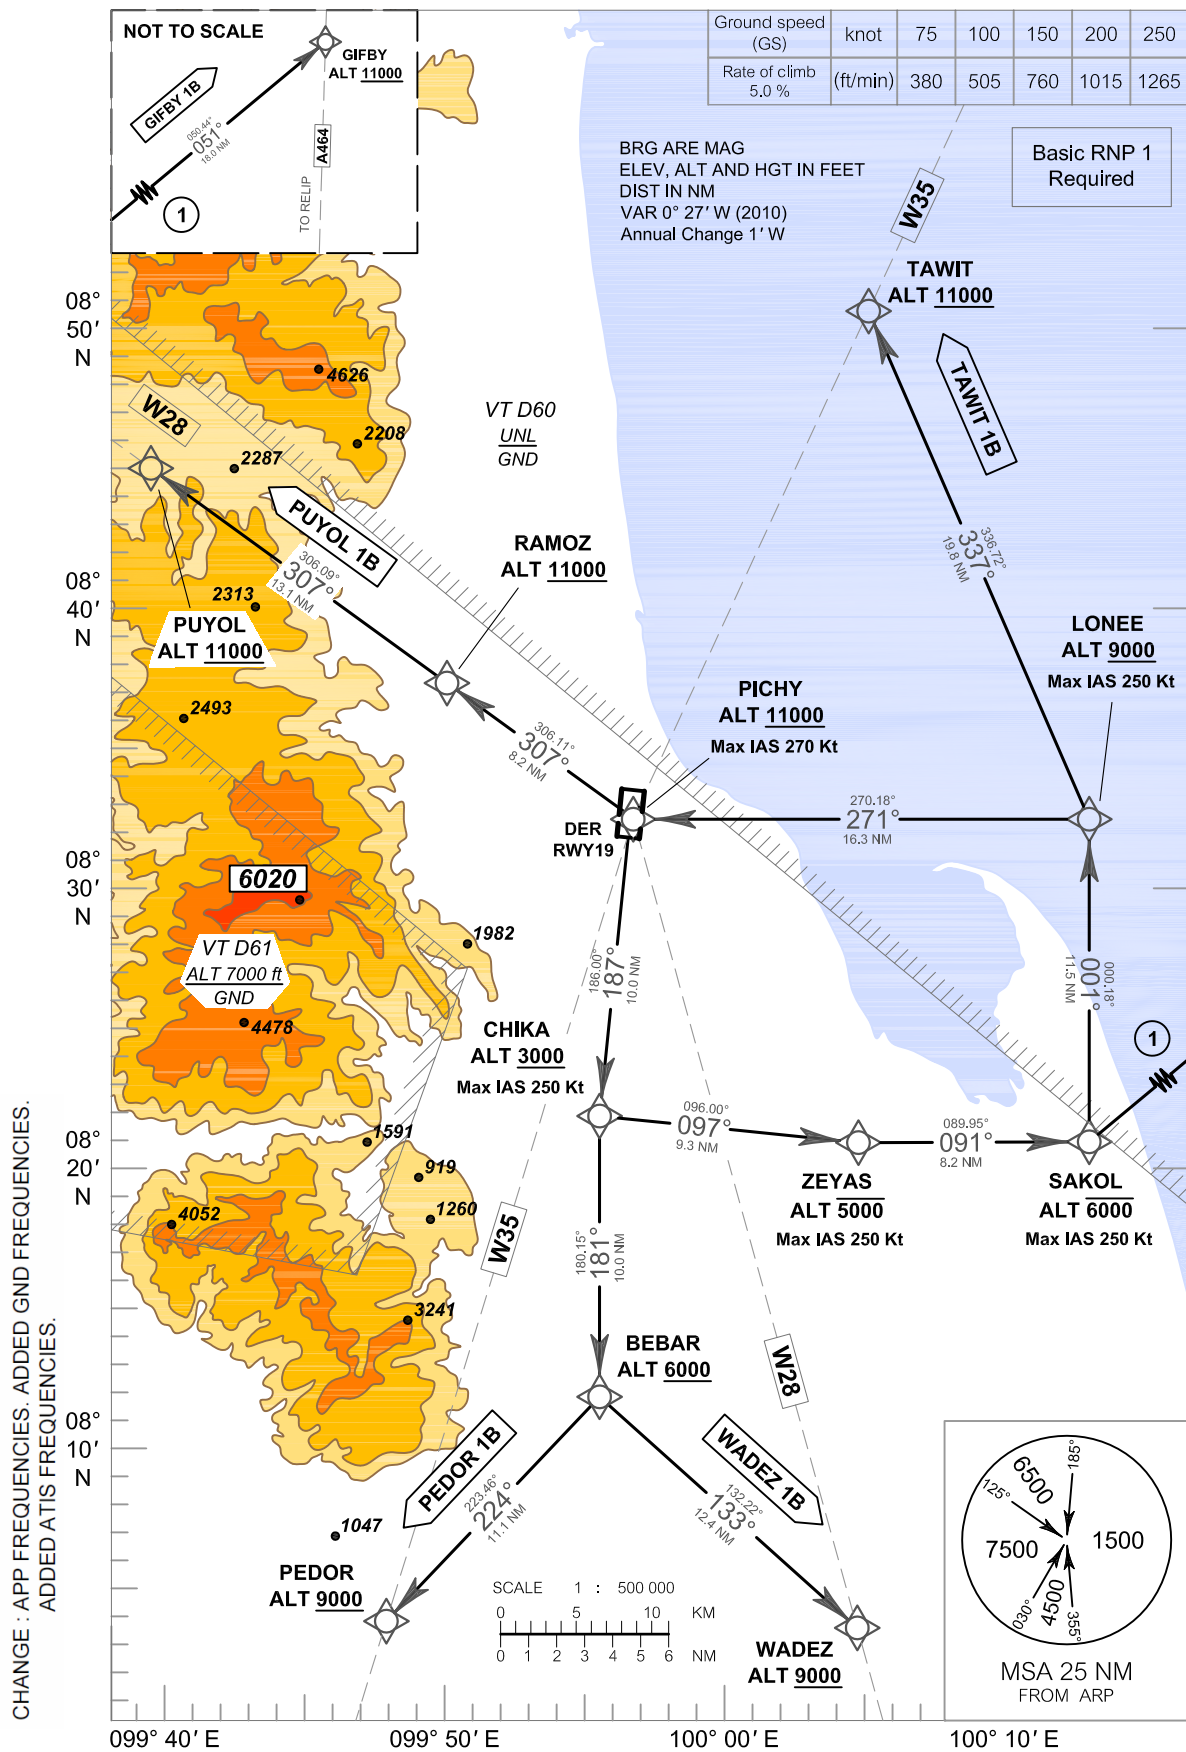 NOT TO SCALE
GIFBY
ALT 11000
GIFBY 1B
050.44°
051°
18.0 NM
1
A464
TO RELIP
Ground speed (GS) knot 75 100 150 200 250
Rate of climb 5.0 % (ft/min) 380 505 760 1015 1265
BRG ARE MAG
ELEV, ALT AND HGT IN FEET
DIST IN NM
VAR 0° 27′ W (2010)
Annual Change 1′ W
Basic RNP 1
Required
W35
TAWIT
ALT 11000
TAWIT 1B
336.72°
337°
19.8 NM
08°
50′
N
4626
2208
2287
W28
VT D60
UNL
GND
PUYOL 1B
306.09°
307°
13.1 NM
RAMOZ
ALT 11000
08°
40′
N
2313
PUYOL
ALT 11000
2493
LONEE
ALT 9000
Max IAS 250 Kt
PICHY
ALT 11000
Max IAS 270 Kt
306.11°
307°
8.2 NM
270.18°
271°
16.3 NM
DER
RWY19
08°
30′
N
6020
1982
VT D61
ALT 7000 ft
GND
4478
186.00°
187°
10.0 NM
000.18°
001°
11.5 NM
CHIKA
ALT 3000
Max IAS 250 Kt
1
096.00°
097°
9.3 NM
089.95°
091°
8.2 NM
08°
20′
N
1591
919
1260
4052
3241
ZEYAS
ALT 5000
Max IAS 250 Kt
SAKOL
ALT 6000
Max IAS 250 Kt
W35
180.15°
181°
10.0 NM
BEBAR
ALT 6000
W28
08°
10′
N
PEDOR 1B
223.46°
224°
11.1 NM
WADEZ 1B
132.22°
133°
12.4 NM
1047
PEDOR
ALT 9000
SCALE 1 : 500 000
0 5 10 KM
0 1 2 3 4 5 6 NM
WADEZ
ALT 9000
6500
185°
125°
7500
1500
030°
4500
355°
MSA 25 NM
FROM ARP
099° 40′ E
099° 50′ E
100° 00′ E
100° 10′ E
CHANGE : APP FREQUENCIES. ADDED GND FREQUENCIES.
ADDED ATIS FREQUENCIES.